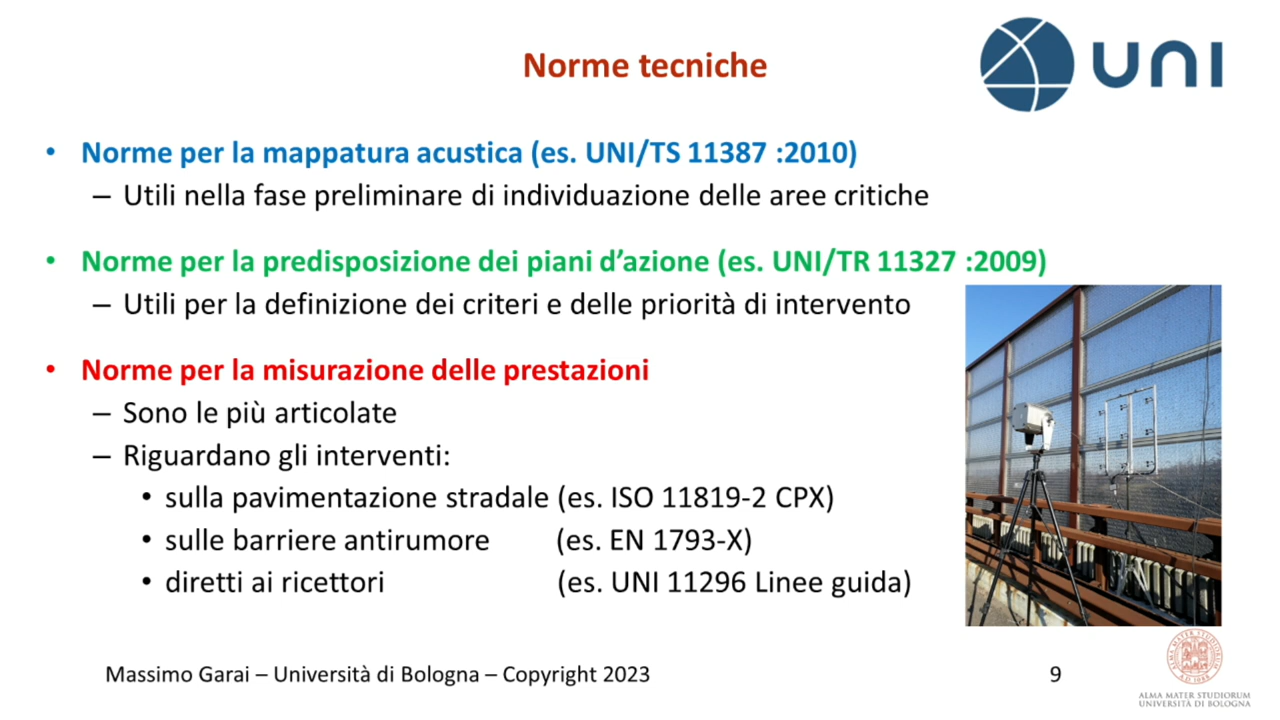 Norme tecniche
UNI
• Norme per la mappatura acustica (es. UNI/TS 11387 :2010)
– Utili nella fase preliminare di individuazione delle aree critiche
• Norme per la predisposizione dei piani d’azione (es. UNI/TR 11327 :2009)
– Utili per la definizione dei criteri e delle priorità di intervento
• Norme per la misurazione delle prestazioni
– Sono le più articolate
– Riguardano gli interventi:
• sulla pavimentazione stradale (es. ISO 11819-2 CPX)
• sulle barriere antirumore (es. EN 1793-X)
• diretti ai ricettori (es. UNI 11296 Linee guida)
Massimo Garai – Università di Bologna – Copyright 2023
9
ALMA MATER STUDIORUM
UNIVERSITÀ DI BOLOGNA